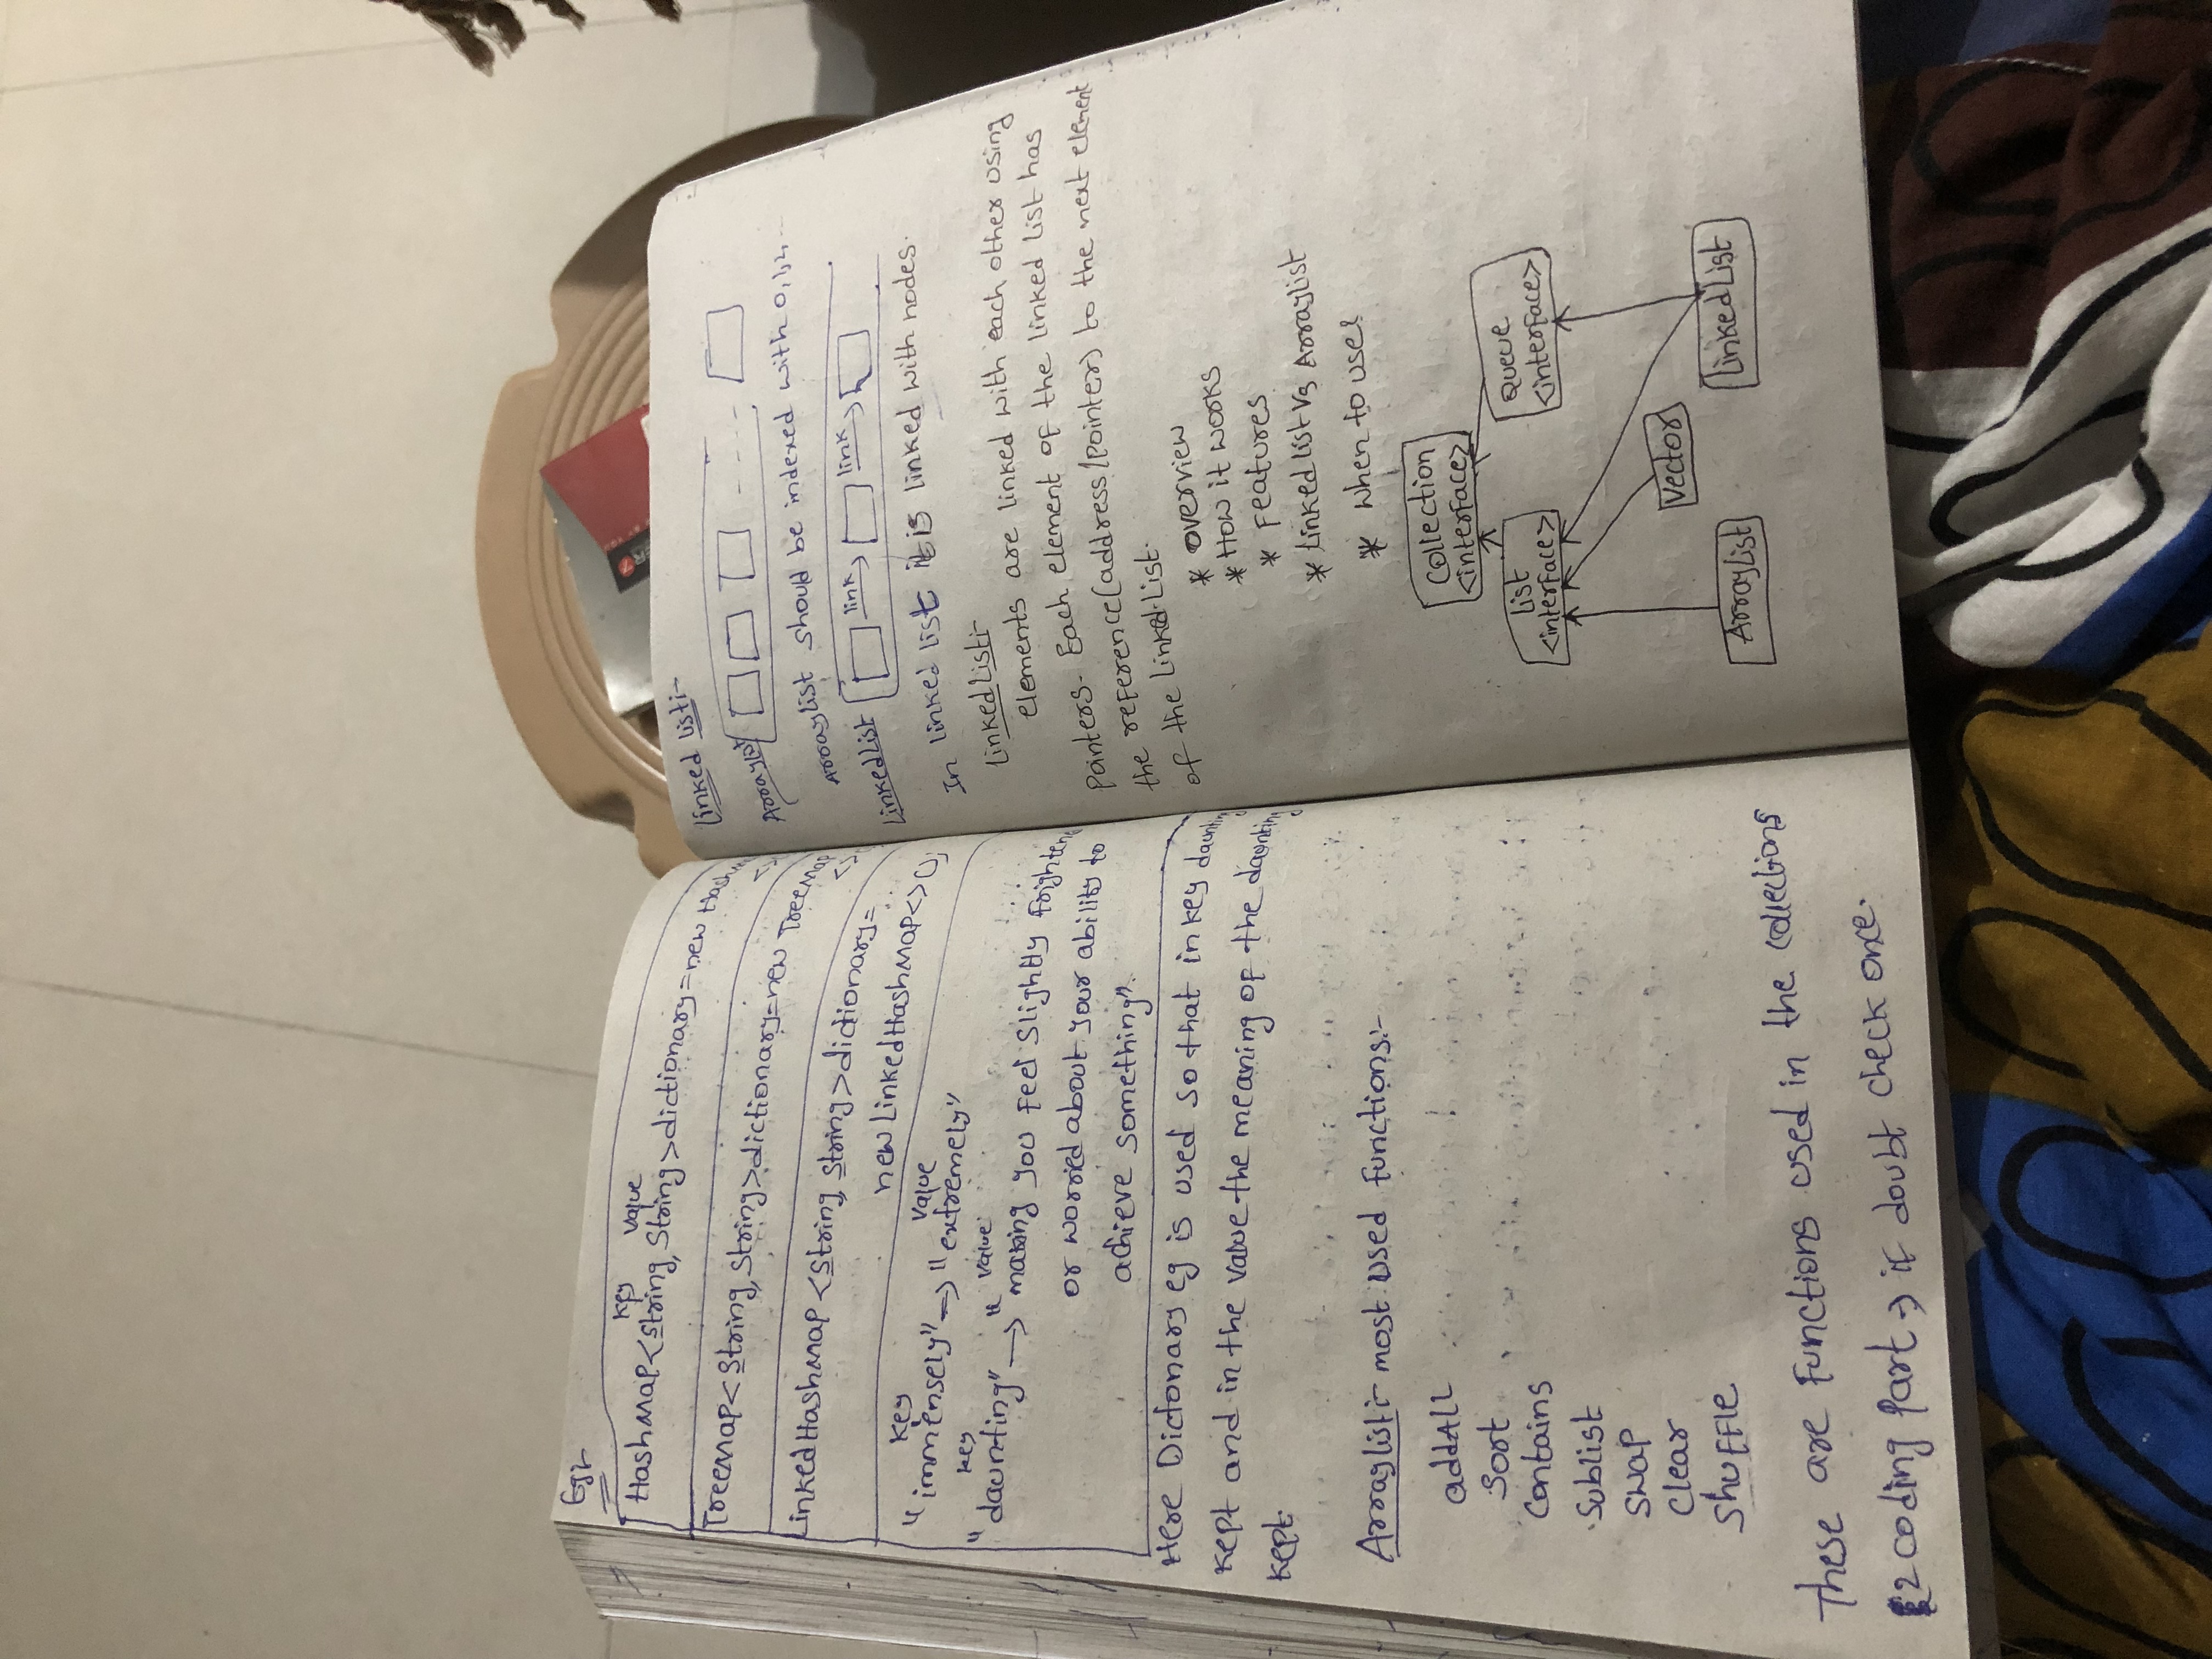 Eg:-
Key Value
HashMap<String, String>dictionary=new Hash
<>
TreeMap<String, String>dictionary=new TreeMap
<>
LinkedHashMap<String, String>dictionary=
new LinkedHashMap<>();
Key Value
"immensely"→"extremely"
Key Value
"daunting"→"making you feel slightly frighten
or worried about your ability to
achieve something".
Here Dictonary eg is used so that in key daunting
kept and in the value the meaning of the daunting
kept.
Arraylist:- most used functions:-
addAll
Sort
Contains
Sublist
Swap
Clear
Shuffle
These are functions used in the collections
2 coding part → if doubt check once.
Linked list:-
Arraylist
Arraylist should be indexed with 0,1,2, ...
LinkedList link link
In linked list it is linked with nodes.
LinkedList:-
elements are linked with each other using
pointers. Each element of the linked list has
the reference(address/pointer) to the next element
of the linked List.
* overview
* How it works
* Features
* linked list Vs Arraylist
* when to use?
Collection
<interface>
List
<interface>
Queue
<interface>
Vector
ArrayList
LinkedList